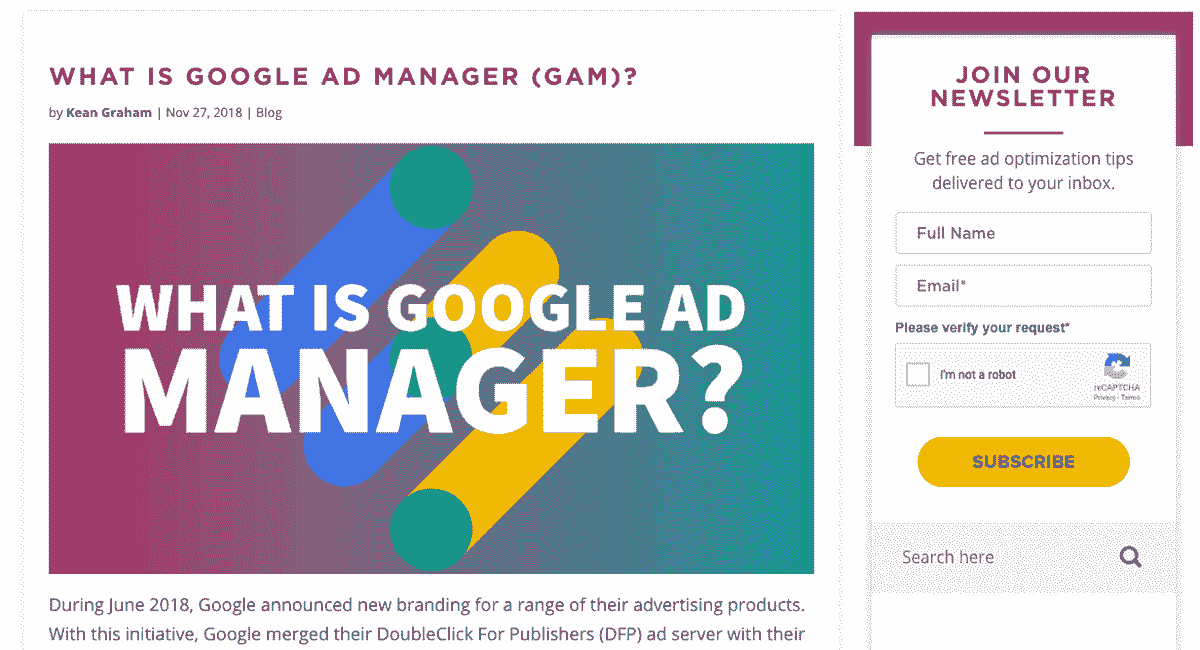 WHAT IS GOOGLE AD MANAGER (GAM)?
by Kean Graham | Nov 27, 2018 | Blog
WHAT IS GOOGLE AD
MANAGER?
During June 2018, Google announced new branding for a range of their advertising products.
With this initiative, Google merged their DoubleClick For Publishers (DFP) ad server with their
JOIN OUR
NEWSLETTER
Get free ad optimization tips
delivered to your inbox.
Full Name
Email*
Please verify your request*
I'm not a robot
reCAPTCHA
Privacy - Terms
SUBSCRIBE
Search here